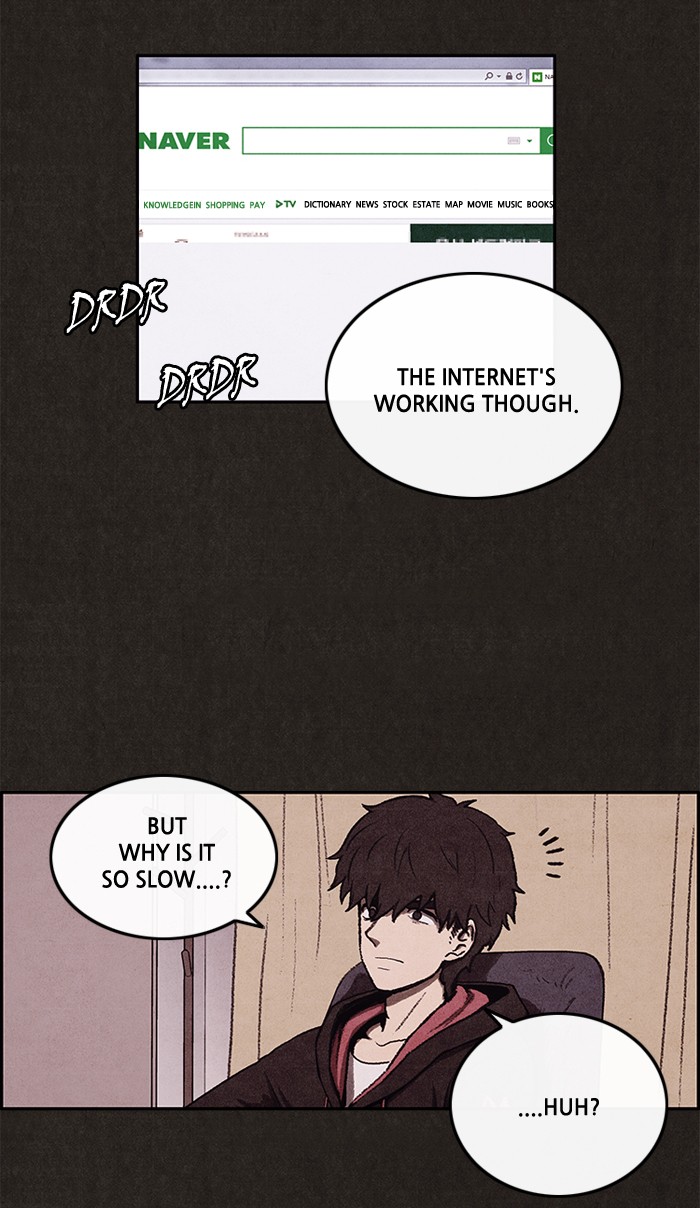 NA
NAVER
KNOWLEDGEIN SHOPPING PAY TV DICTIONARY NEWS STOCK ESTATE MAP MOVIE MUSIC BOOKS
DRDR
DRDR
THE INTERNET'S
WORKING THOUGH.
BUT
WHY IS IT
SO SLOW....?
....HUH?